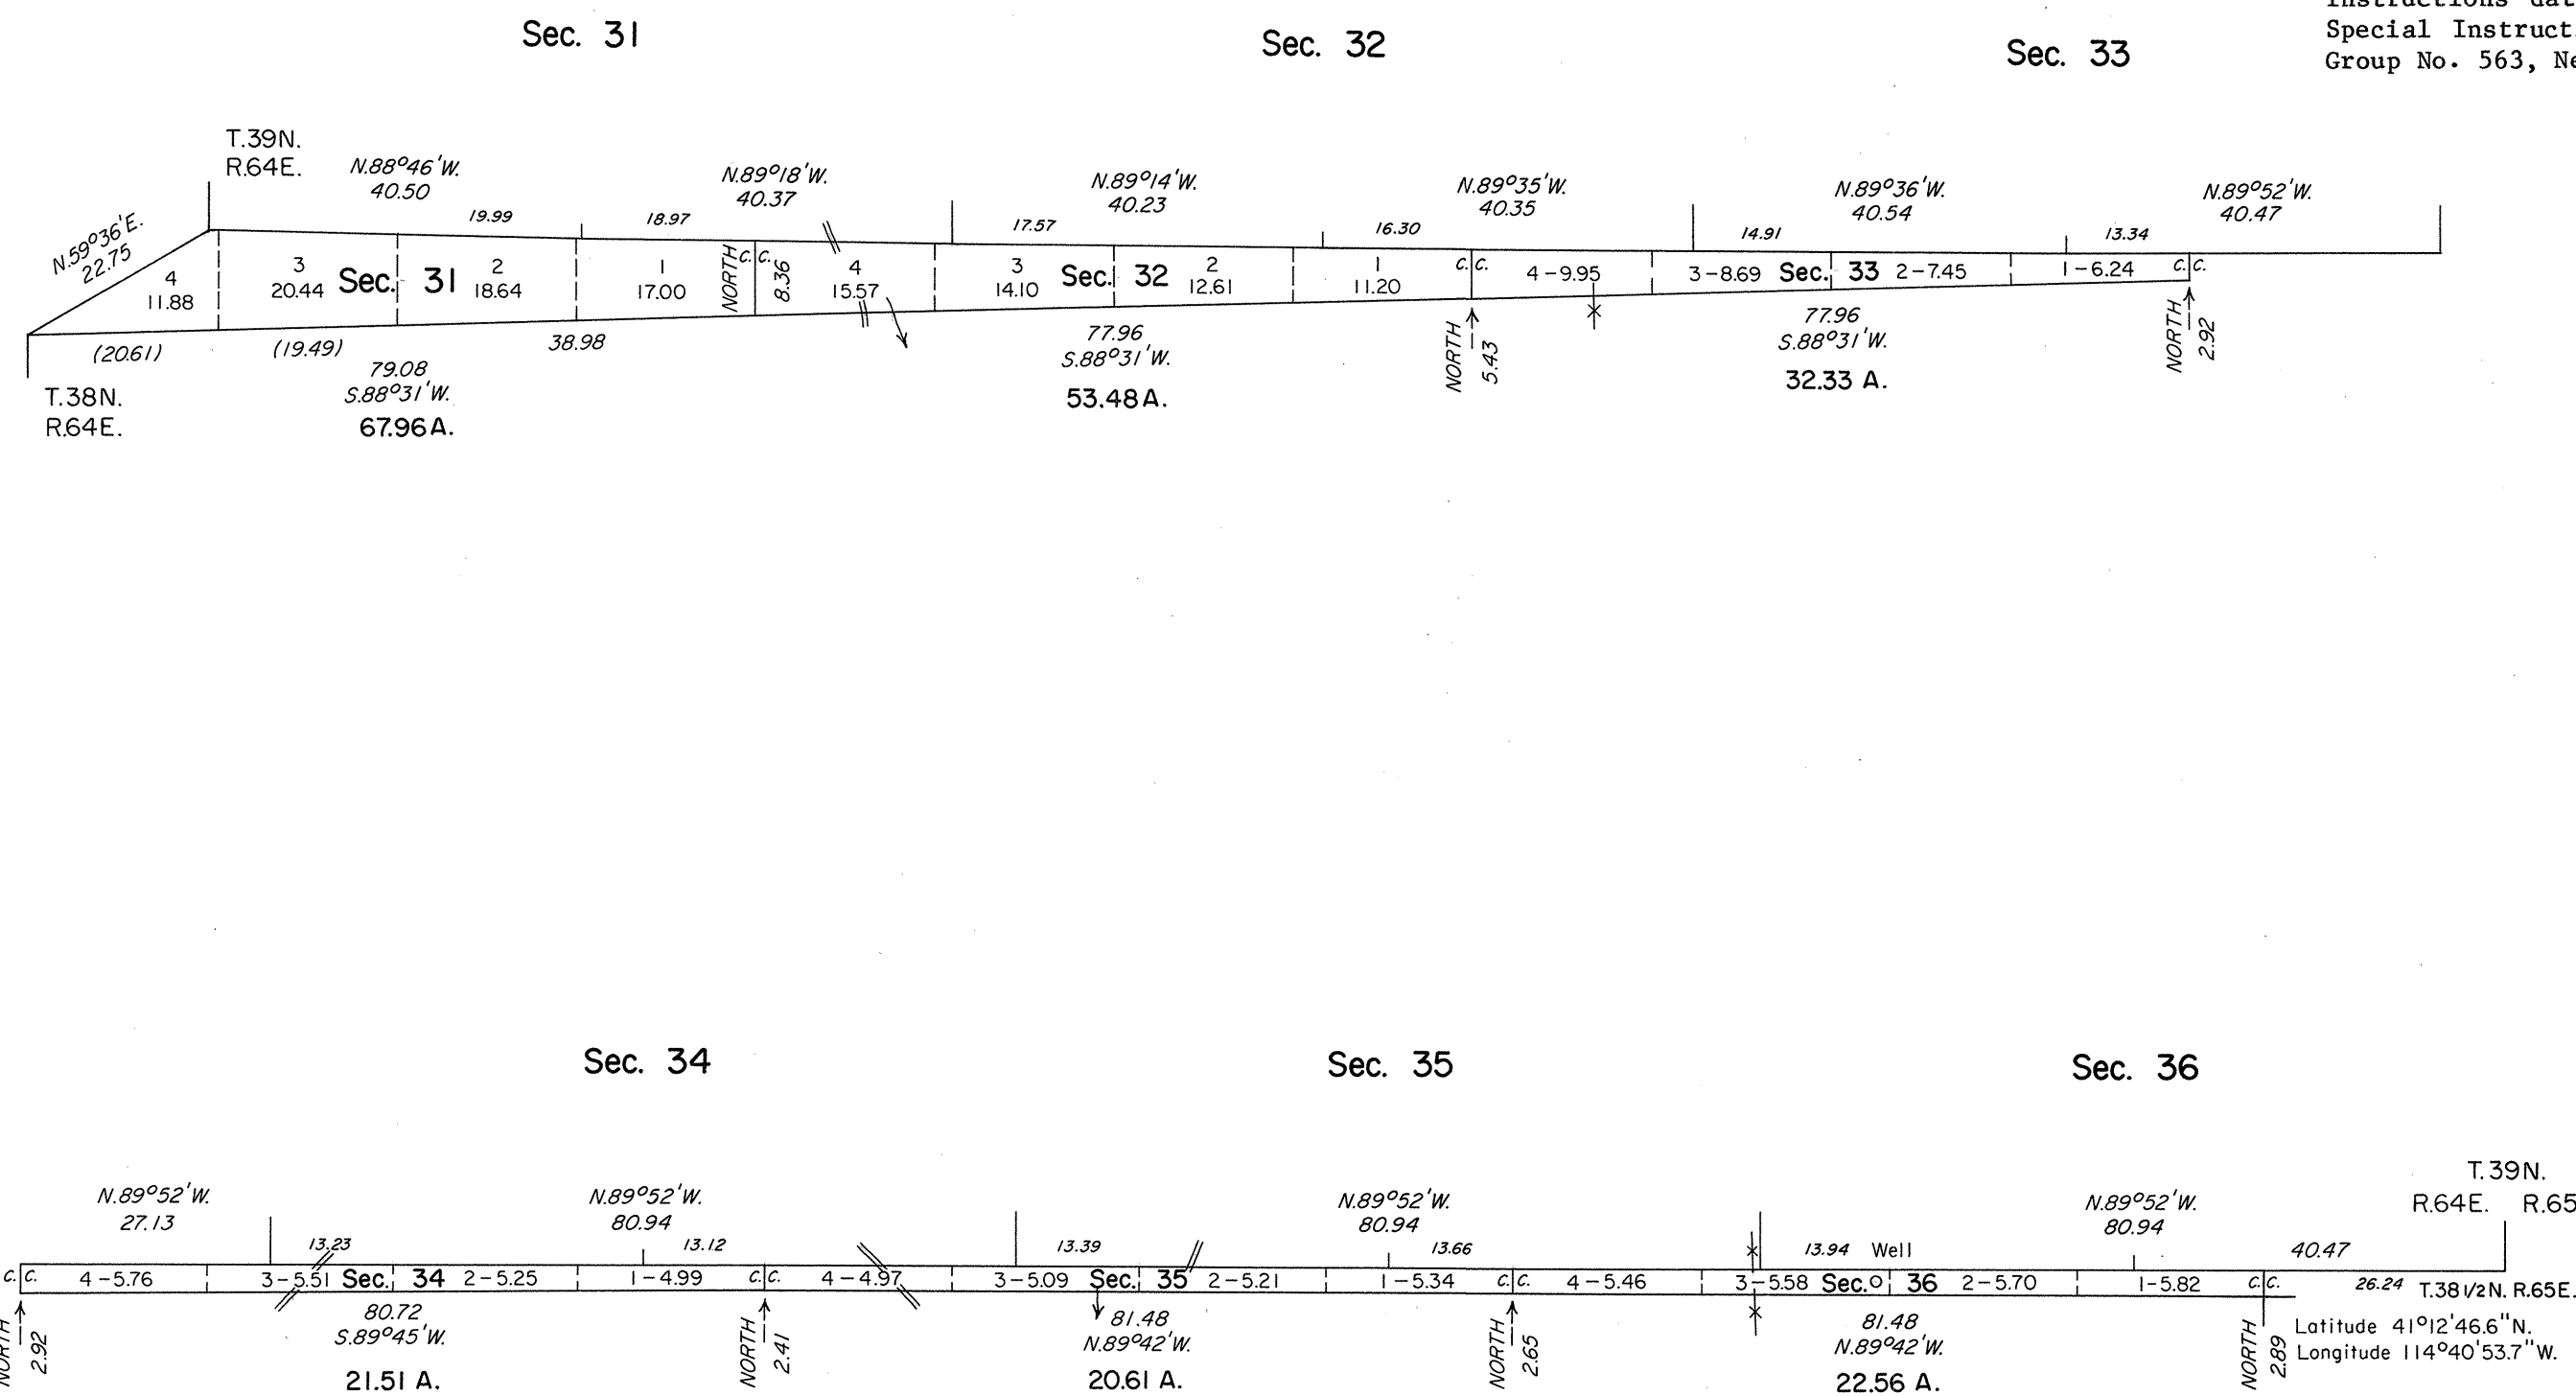 Sec. 31
Sec. 32
Sec. 33
Special Instruct
Group No. 563, Ne
T.39N.
R.64E.
N.88°46'W.
40.50
N.89°18'W.
40.37
N.89°14'W.
40.23
N.89°35'W.
40.35
N.89°36'W.
40.54
N.89°52'W.
40.47
N.59°36'E.
22.75
19.99
18.97
17.57
16.30
14.91
13.34
4
11.88
3
20.44
Sec. 31
2
18.64
1
17.00
NORTH
C. C.
8.36
4
15.57
3
14.10
Sec. 32
2
12.61
1
11.20
C. C.
4-9.95
3-8.69
Sec. 33
2-7.45
1-6.24
C. C.
(20.61)
(19.49)
38.98
79.08
S.88°31'W.
67.96A.
77.96
S.88°31'W.
53.48A.
NORTH
5.43
77.96
S.88°31'W.
32.33 A.
NORTH
2.92
T.38N.
R.64E.
Sec. 34
Sec. 35
Sec. 36
T.39N.
R.64E. R.65
N.89°52'W.
27.13
N.89°52'W.
80.94
N.89°52'W.
80.94
N.89°52'W.
80.94
13.23
13.12
13.39
13.66
13.94
Well
40.47
C. C.
4-5.76
3-5.51
Sec. 34
2-5.25
1-4.99
C. C.
4-4.97
3-5.09
Sec. 35
2-5.21
1-5.34
C. C.
4-5.46
3-5.58
Sec. 36
2-5.70
1-5.82
C. C.
26.24
T.38 1/2 N. R.65E.
NORTH
2.92
80.72
S.89°45'W.
21.51 A.
NORTH
2.41
81.48
N.89°42'W.
20.61 A.
NORTH
2.65
81.48
N.89°42'W.
22.56 A.
NORTH
2.89
Latitude 41°12'46.6"N.
Longitude 114°40'53.7"W.